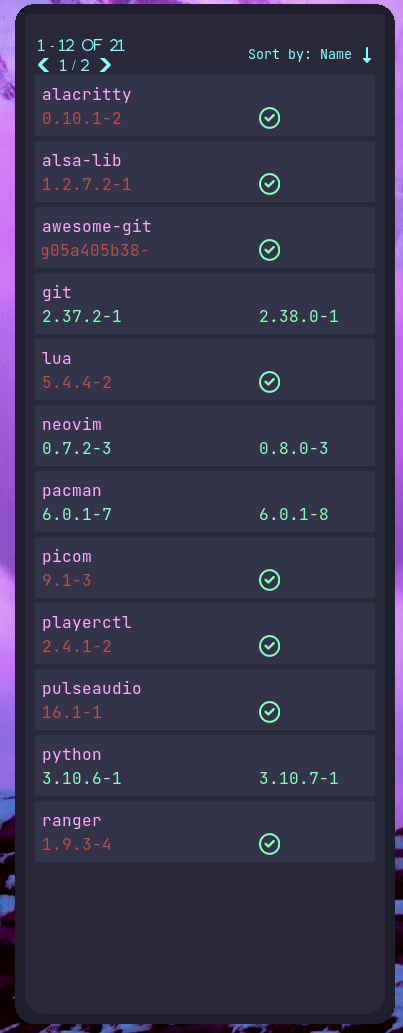 1 - 12 OF 21
1 / 2
Sort by: Name ↓
alacritty
0.10.1-2
alsa-lib
1.2.7.2-1
awesome-git
g05a405b38-
git
2.37.2-1 2.38.0-1
lua
5.4.4-2
neovim
0.7.2-3 0.8.0-3
pacman
6.0.1-7 6.0.1-8
picom
9.1-3
playerctl
2.4.1-2
pulseaudio
16.1-1
python
3.10.6-1 3.10.7-1
ranger
1.9.3-4